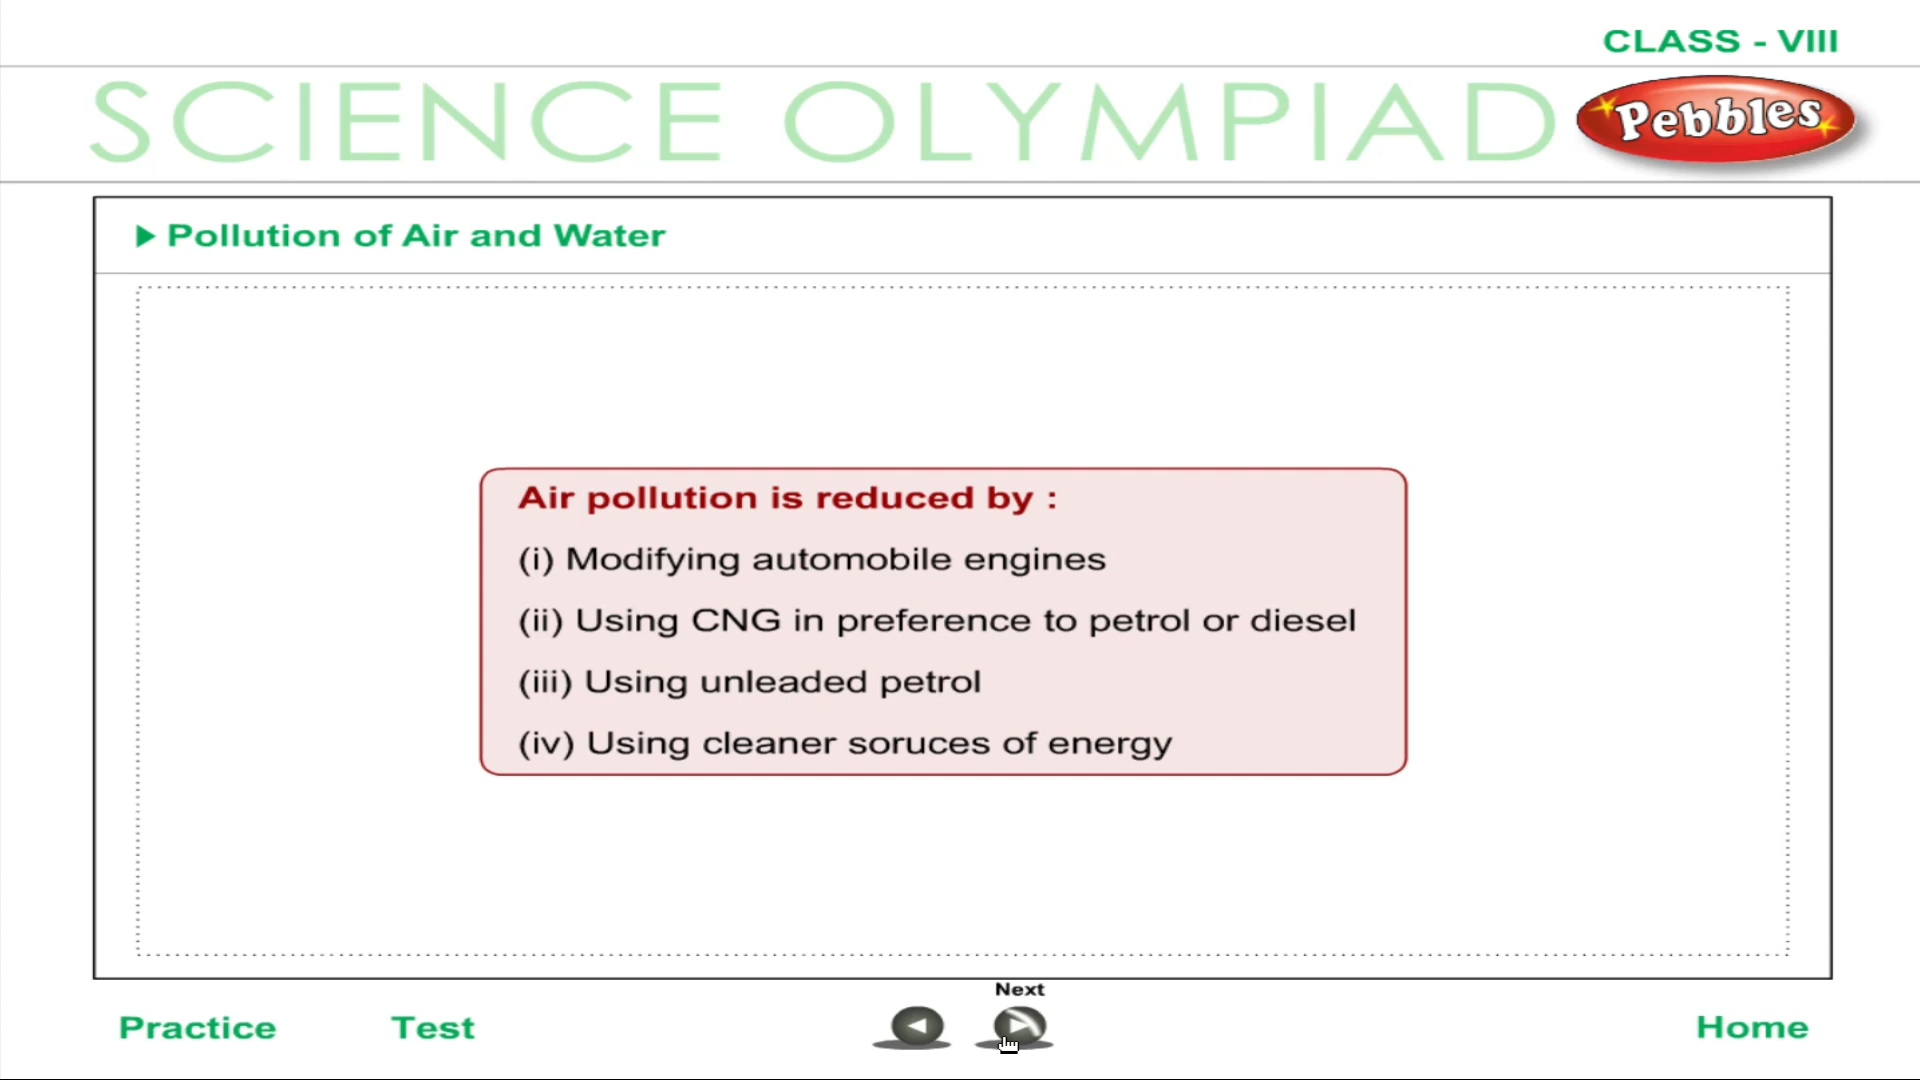 CLASS - VIII
SCIENCE OLYMPIAD
Pebbles
Pollution of Air and Water
Air pollution is reduced by :
(i) Modifying automobile engines
(ii) Using CNG in preference to petrol or diesel
(iii) Using unleaded petrol
(iv) Using cleaner soruces of energy
Next
Practice
Test
Home